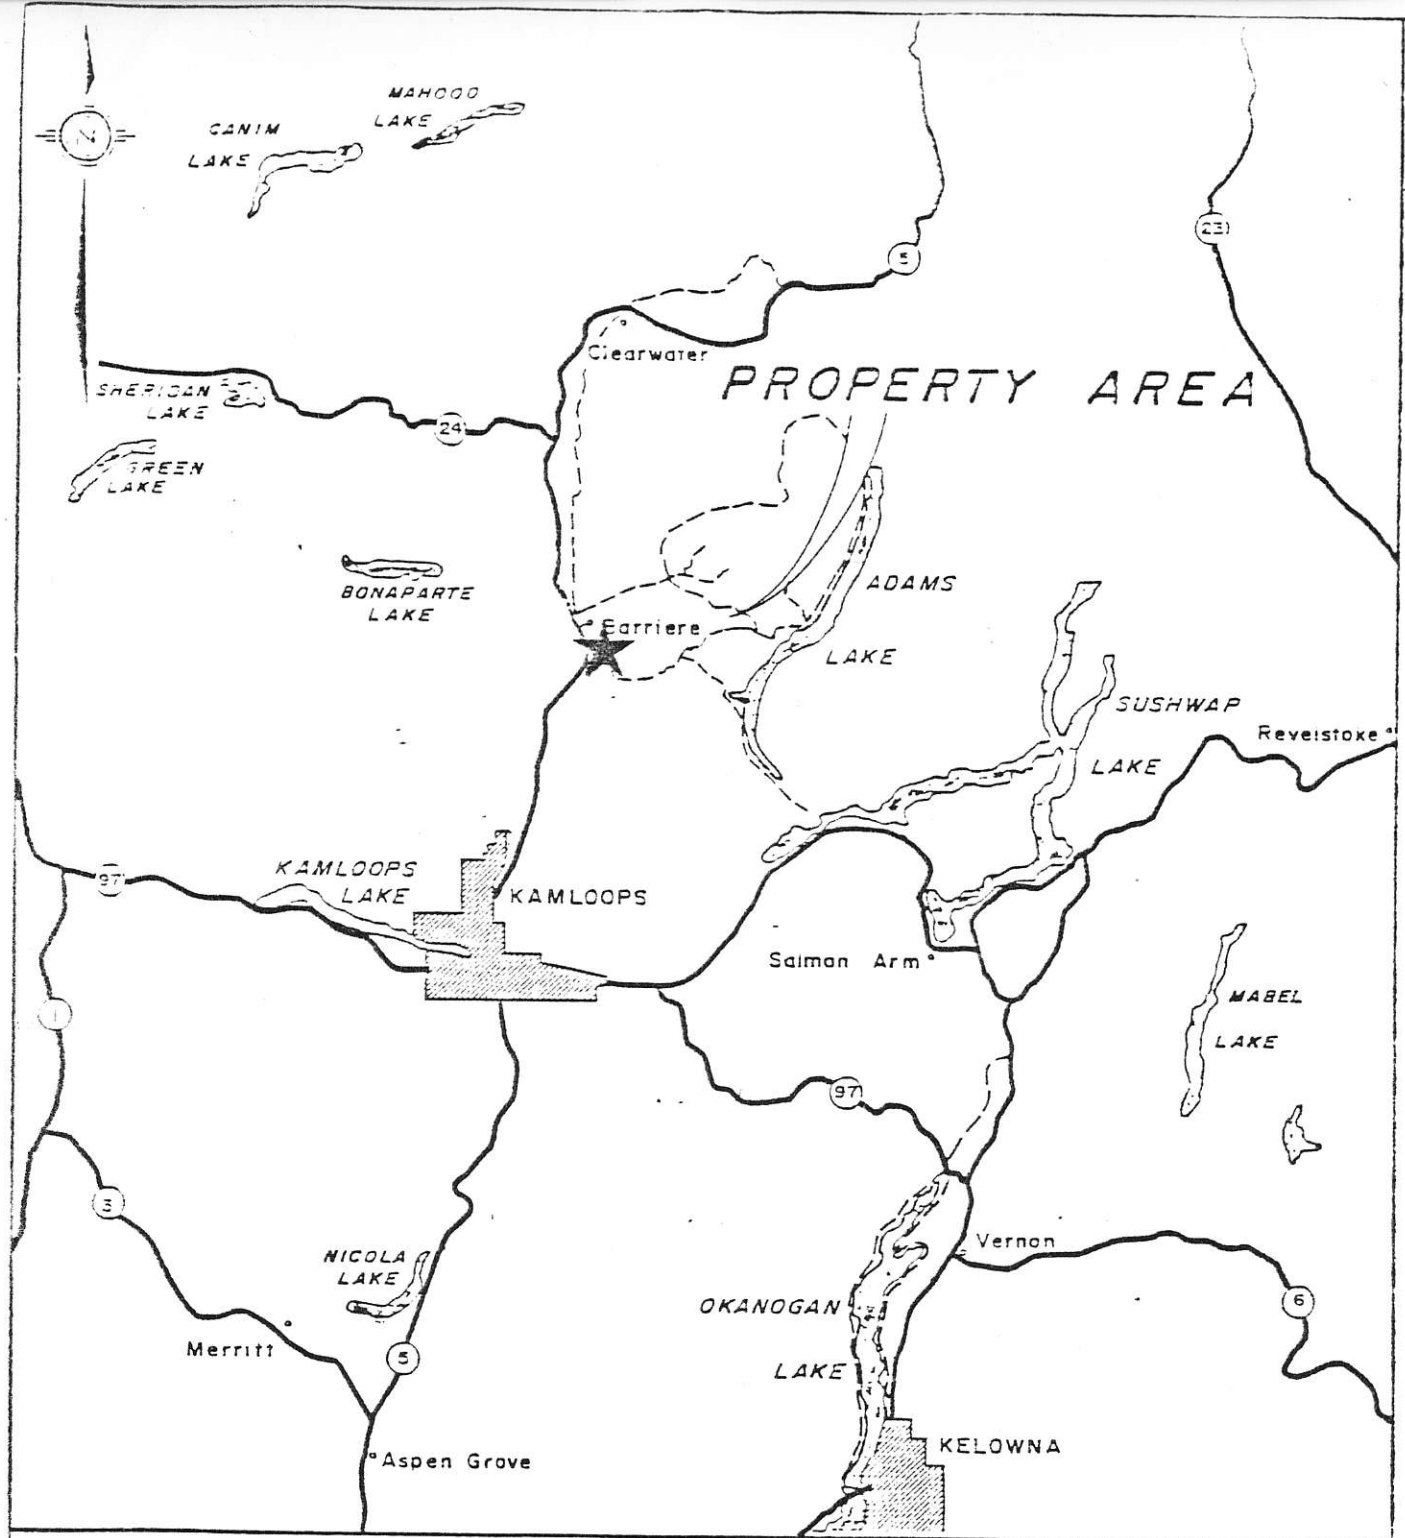 MAHOOD
LAKE
CANIM
LAKE
N
23
5
Clearwater
PROPERTY AREA
SHERIDAN
LAKE
24
GREEN
LAKE
BONAPARTE
LAKE
ADAMS
LAKE
Barriere
SUSHWAP
LAKE
Revelstoke
97
KAMLOOPS
LAKE
KAMLOOPS
Salmon Arm
1
MABEL
LAKE
97
3
NICOLA
LAKE
Vernon
OKANOGAN
LAKE
6
Merritt
5
KELOWNA
Aspen Grove